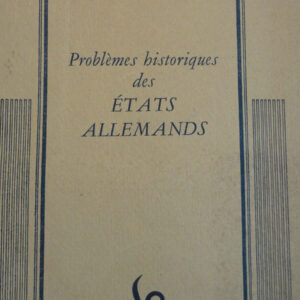 Problèmes historiques
des
ÉTATS
ALLEMANDS